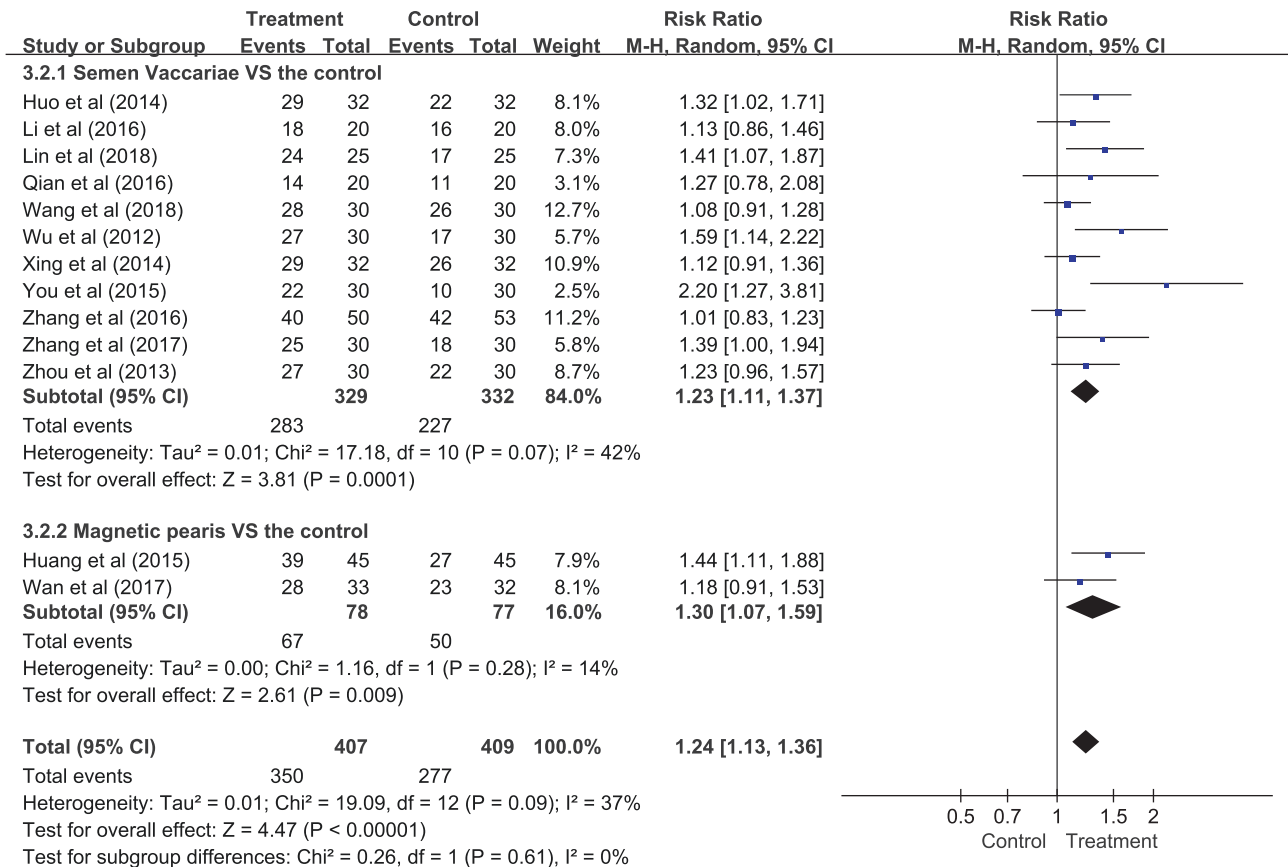 Treatment Control Risk Ratio Risk Ratio
Study or Subgroup Events Total Events Total Weight M-H, Random, 95% CI M-H, Random, 95% CI
3.2.1 Semen Vaccariae VS the control
Huo et al (2014) 29 32 22 32 8.1% 1.32 [1.02, 1.71]
Li et al (2016) 18 20 16 20 8.0% 1.13 [0.86, 1.46]
Lin et al (2018) 24 25 17 25 7.3% 1.41 [1.07, 1.87]
Qian et al (2016) 14 20 11 20 3.1% 1.27 [0.78, 2.08]
Wang et al (2018) 28 30 26 30 12.7% 1.08 [0.91, 1.28]
Wu et al (2012) 27 30 17 30 5.7% 1.59 [1.14, 2.22]
Xing et al (2014) 29 32 26 32 10.9% 1.12 [0.91, 1.36]
You et al (2015) 22 30 10 30 2.5% 2.20 [1.27, 3.81]
Zhang et al (2016) 40 50 42 53 11.2% 1.01 [0.83, 1.23]
Zhang et al (2017) 25 30 18 30 5.8% 1.39 [1.00, 1.94]
Zhou et al (2013) 27 30 22 30 8.7% 1.23 [0.96, 1.57]
Subtotal (95% CI) 329 332 84.0% 1.23 [1.11, 1.37]
Total events 283 227
Heterogeneity: Tau² = 0.01; Chi² = 17.18, df = 10 (P = 0.07); I² = 42%
Test for overall effect: Z = 3.81 (P = 0.0001)
3.2.2 Magnetic pearis VS the control
Huang et al (2015) 39 45 27 45 7.9% 1.44 [1.11, 1.88]
Wan et al (2017) 28 33 23 32 8.1% 1.18 [0.91, 1.53]
Subtotal (95% CI) 78 77 16.0% 1.30 [1.07, 1.59]
Total events 67 50
Heterogeneity: Tau² = 0.00; Chi² = 1.16, df = 1 (P = 0.28); I² = 14%
Test for overall effect: Z = 2.61 (P = 0.009)
Total (95% CI) 407 409 100.0% 1.24 [1.13, 1.36]
Total events 350 277
Heterogeneity: Tau² = 0.01; Chi² = 19.09, df = 12 (P = 0.09); I² = 37%
Test for overall effect: Z = 4.47 (P < 0.00001)
Test for subgroup differences: Chi² = 0.26, df = 1 (P = 0.61), I² = 0%
0.5 0.7 1 1.5 2
Control Treatment